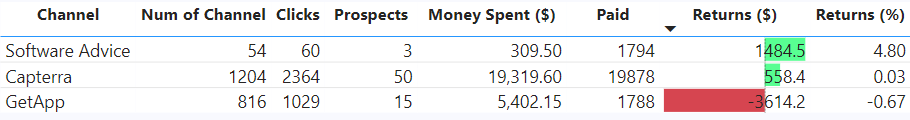 Channel Num of Channel Clicks Prospects Money Spent ($) Paid Returns ($) Returns (%)
Software Advice 54 60 3 309.50 1794 1484.5 4.80
Capterra 1204 2364 50 19,319.60 19878 558.4 0.03
GetApp 816 1029 15 5,402.15 1788 -3614.2 -0.67